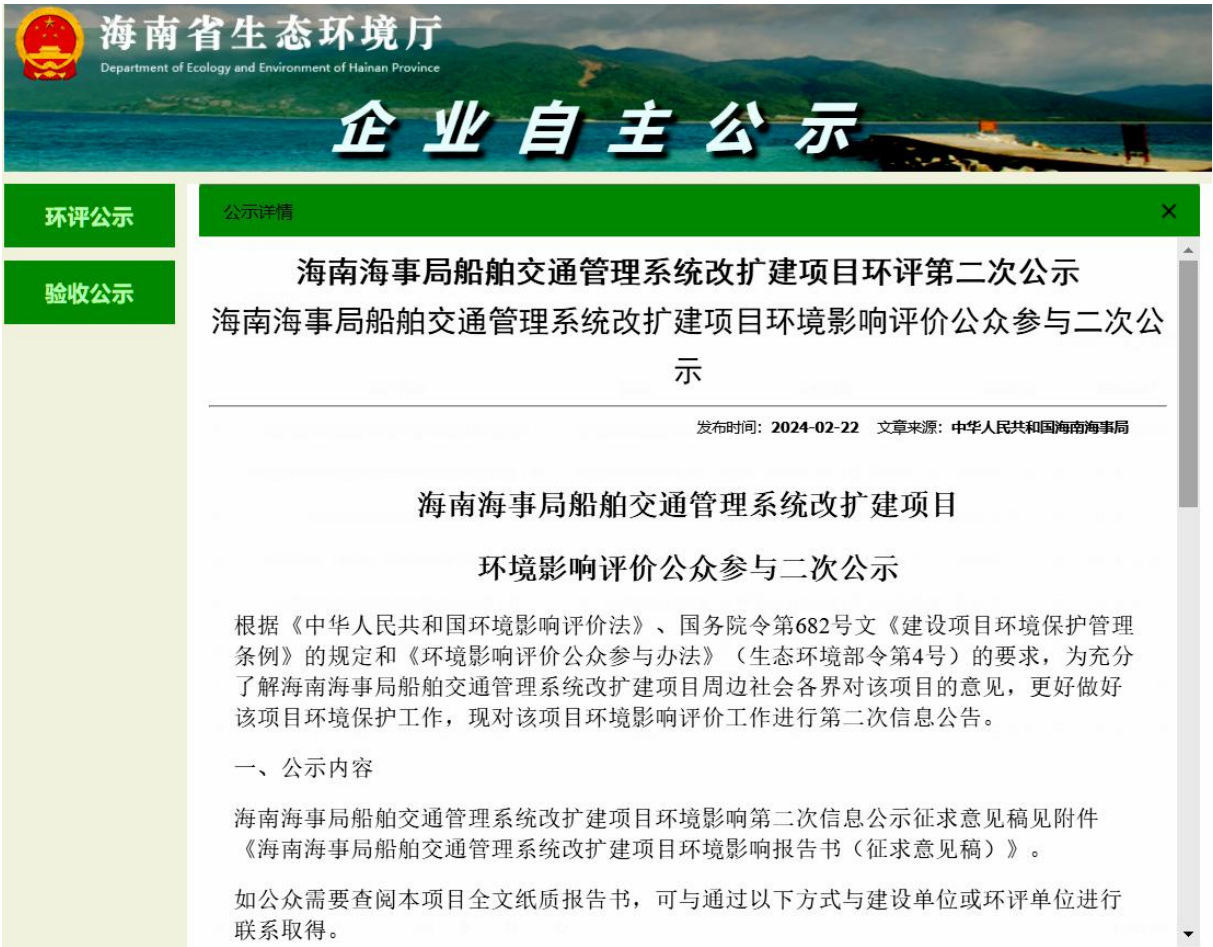 海南省生态环境厅
Department of Ecology and Environment of Hainan Province
企业自主公示
环评公示
验收公示
公示详情
海南海事局船舶交通管理系统改扩建项目环评第二次公示
海南海事局船舶交通管理系统改扩建项目环境影响评价公众参与二次公
示
发布时间：2024-02-22 文章来源：中华人民共和国海南海事局
海南海事局船舶交通管理系统改扩建项目
环境影响评价公众参与二次公示
根据《中华人民共和国环境影响评价法》、国务院令第682号文《建设项目环境保护管理
条例》的规定和《环境影响评价公众参与办法》（生态环境部令第4号）的要求，为充分
了解海南海事局船舶交通管理系统改扩建项目周边社会各界对该项目的意见，更好做好
该项目环境保护工作，现对该项目环境影响评价工作进行第二次信息公告。
一、公示内容
海南海事局船舶交通管理系统改扩建项目环境影响第二次信息公示征求意见稿见附件
《海南海事局船舶交通管理系统改扩建项目环境影响报告书（征求意见稿）》。
如公众需要查阅本项目全文纸质报告书，可与通过以下方式与建设单位或环评单位进行
联系取得。